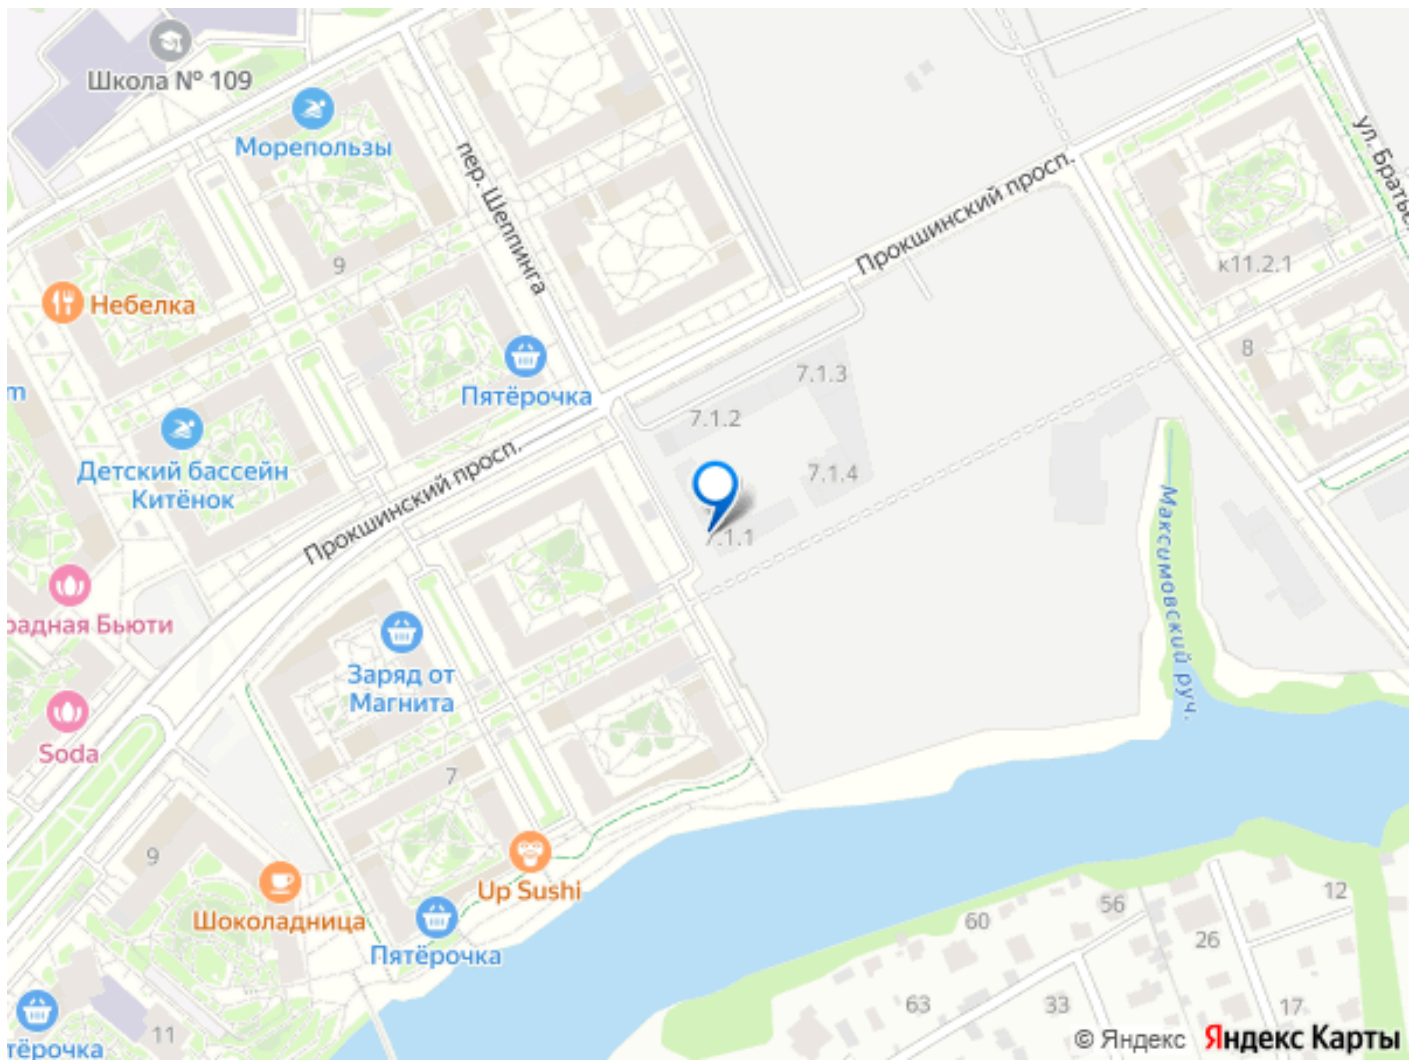 Школа № 109
Морепользы
пер. Шеппинга
ул. Братьев
Прокшинский просп.
к11.2.1
9
Небелка
8
Пятёрочка
7.1.3
m
7.1.2
Детский бассейн
Китёнок
Прокшинский просп.
7.1.4
7.1.1
Максимовский руч.
радная Бьюти
Заряд от
Магнита
Soda
7
9
Up Sushi
Шоколадница
Пятёрочка
60
56
12
26
63
33
17
11
тёрочка
© Яндекс Яндекс Карты